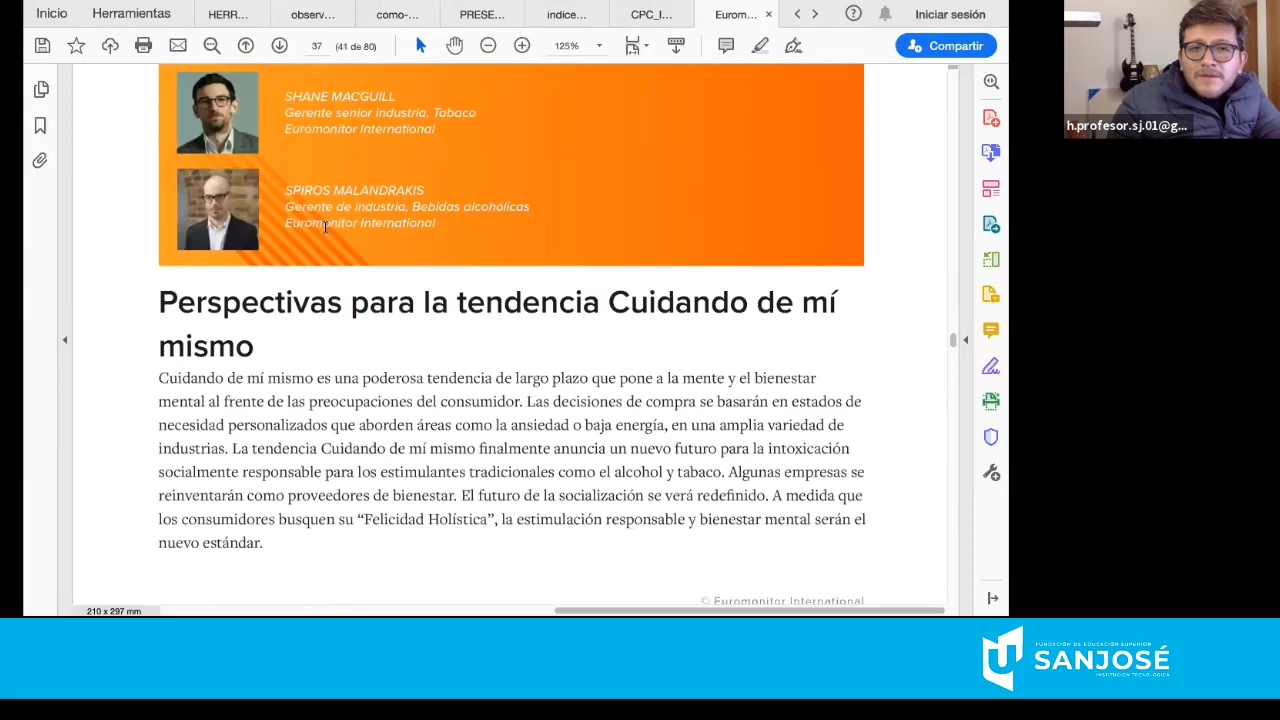 Inicio Herramientas HERR... observ... como-... PRESE... índice... CPC_I... Euromo... × Iniciar sesión
37 (41 de 80) 125% Compartir
SHANE MACGUILL
Gerente senior industria, Tabaco
Euromonitor International
h.profesor.sj.01@g...
SPIROS MALANDRAKIS
Gerente de industria, Bebidas alcohólicas
Euromonitor International
Perspectivas para la tendencia Cuidando de mí
mismo
Cuidando de mí mismo es una poderosa tendencia de largo plazo que pone a la mente y el bienestar
mental al frente de las preocupaciones del consumidor. Las decisiones de compra se basarán en estados de
necesidad personalizados que aborden áreas como la ansiedad o baja energía, en una amplia variedad de
industrias. La tendencia Cuidando de mí mismo finalmente anuncia un nuevo futuro para la intoxicación
socialmente responsable para los estimulantes tradicionales como el alcohol y tabaco. Algunas empresas se
reinventarán como proveedores de bienestar. El futuro de la socialización se verá redefinido. A medida que
los consumidores busquen su “Felicidad Holística”, la estimulación responsable y bienestar mental serán el
nuevo estándar.
© Euromonitor International
210 x 297 mm
FUNDACIÓN DE EDUCACIÓN SUPERIOR
SANJOSÉ
INSTITUCIÓN TECNOLÓGICA